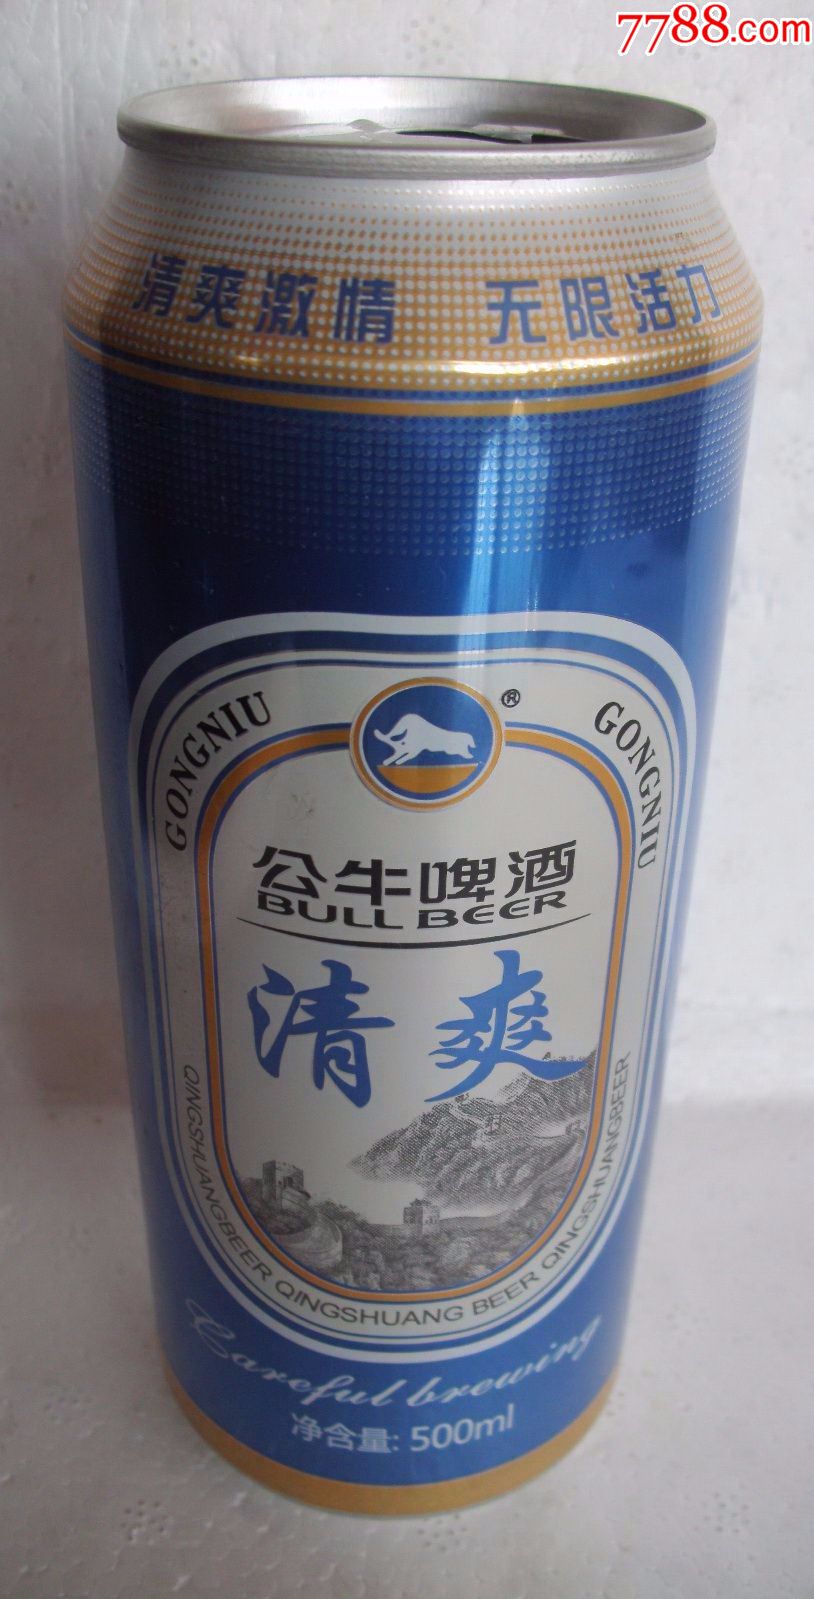 7788.com
清爽激情 无限活力
®
GONGNIU GONGNIU
公牛啤酒
BULL BEER
清爽
QINGSHUANGBEER QINGSHUANG BEER QINGSHUANGBEER
Careful brewing
净含量: 500ml